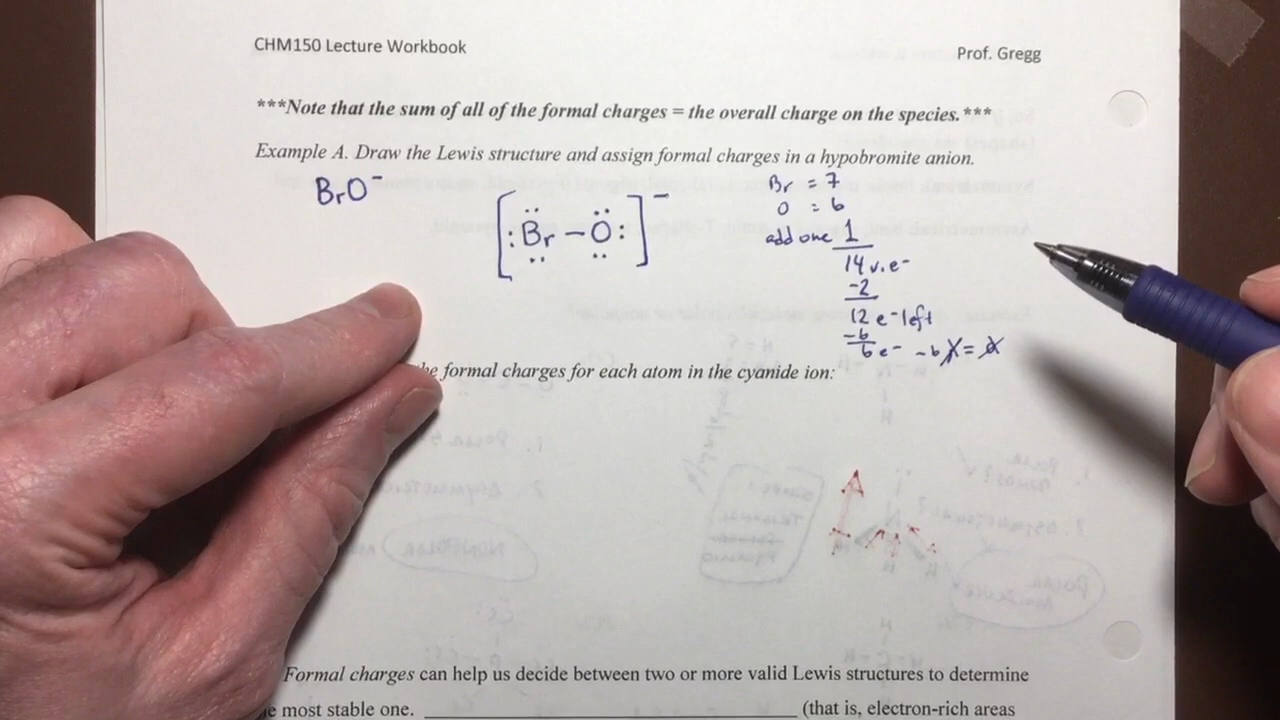 CHM150 Lecture Workbook
Prof. Gregg
***Note that the sum of all of the formal charges = the overall charge on the species.***
Example A. Draw the Lewis structure and assign formal charges in a hypobromite anion.
BrO⁻
[:Br–O:]⁻
Br = 7
O = 6
add one 1
14 v.e⁻
-2
12 e⁻ left
-6
6e⁻ -6
he formal charges for each atom in the cyanide ion:
Formal charges can help us decide between two or more valid Lewis structures to determine
e most stable one. ____________ (that is, electron-rich areas